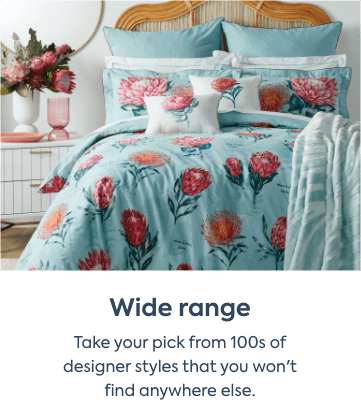 Wide range
Take your pick from 100s of
designer styles that you won't
find anywhere else.